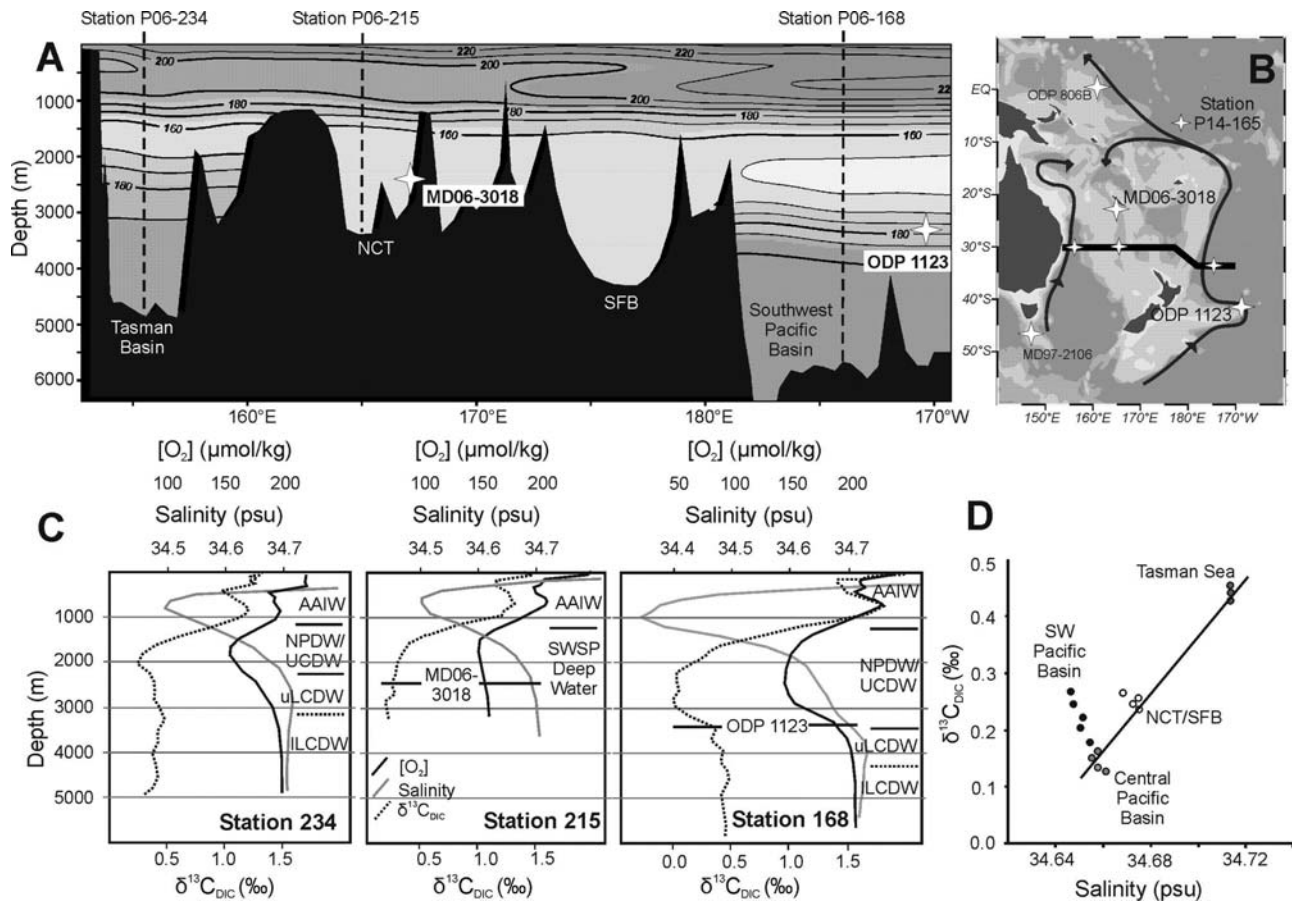 Station P06-234 Station P06-215 Station P06-168
A
220 220
200 200
200 22
180 180 180
160 160 160
180
180
MD06-3018
ODP 1123
NCT
SFB
Tasman Basin
Southwest Pacific Basin
Depth (m)
1000
2000
3000
4000
5000
6000
160°E 170°E 180°E 170°W
B
EQ
10°S
20°S
30°S
40°S
50°S
ODP 806B
Station P14-165
MD06-3018
ODP 1123
MD97-2106
150°E 160°E 170°E 180°E 170°W
C
[O₂] (µmol/kg) [O₂] (µmol/kg) [O₂] (µmol/kg)
100 150 200 100 150 200 50 100 150 200
Salinity (psu) Salinity (psu) Salinity (psu)
34.5 34.6 34.7 34.5 34.6 34.7 34.4 34.5 34.6 34.7
Depth (m)
1000
2000
3000
4000
5000
AAIW
NPDW/
UCDW
uLCDW
lLCDW
Station 234
AAIW
SWSP
Deep
Water
MD06-
3018
[O₂]
Salinity
δ¹³C_DIC
Station 215
AAIW
NPDW/
UCDW
ODP 1123
uLCDW
lLCDW
Station 168
0.5 1.0 1.5 0.5 1.0 1.5 0.0 0.5 1.0 1.5
δ¹³C_DIC (‰) δ¹³C_DIC (‰) δ¹³C_DIC (‰)
D
δ¹³C_DIC (‰)
0.5
0.4
0.3
0.2
0.1
0.0
Tasman Sea
SW
Pacific
Basin
NCT/SFB
Central
Pacific
Basin
34.64 34.68 34.72
Salinity (psu)